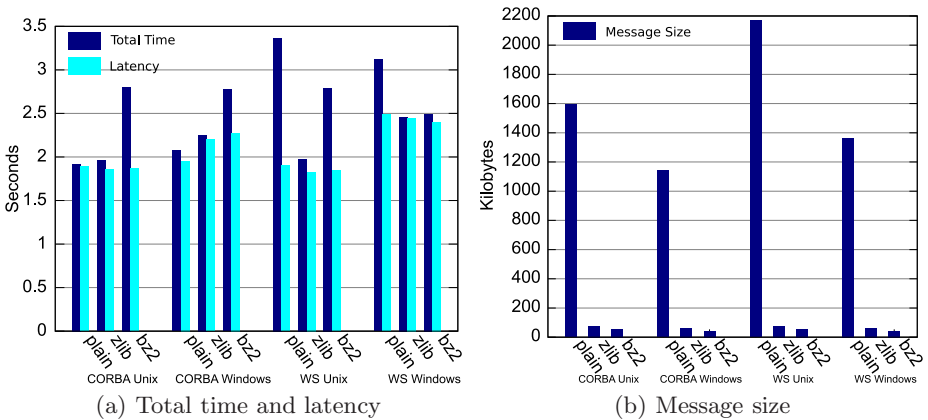 3.5
3
2.5
2
1.5
1
0.5
0
Seconds
Total Time
Latency
plain zlib bz2 plain zlib bz2 plain zlib bz2 plain zlib bz2
CORBA Unix CORBA Windows WS Unix WS Windows
(a) Total time and latency
2200
2000
1800
1600
1400
1200
1000
800
600
400
200
0
Kilobytes
Message Size
plain zlib bz2 plain zlib bz2 plain zlib bz2 plain zlib bz2
CORBA Unix CORBA Windows WS Unix WS Windows
(b) Message size